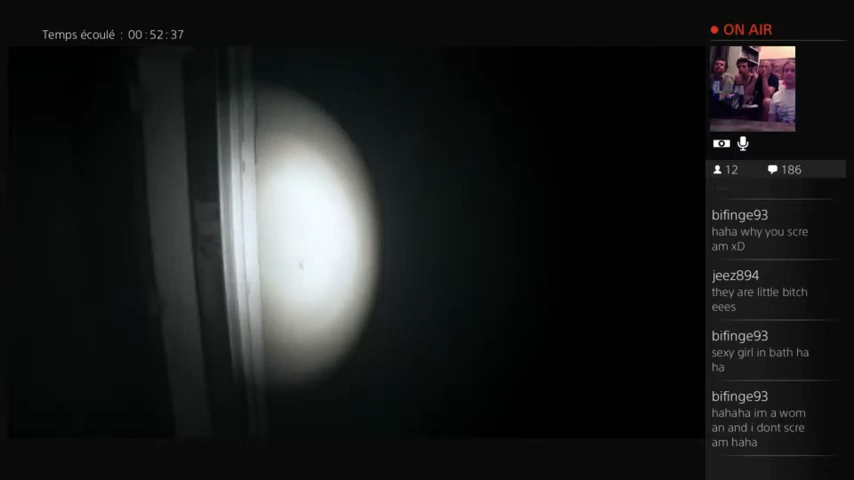 Temps écoulé : 00:52:37
ON AIR
12 186
bifinge93
haha why you scre
am xD
jeez894
they are little bitch
eees
bifinge93
sexy girl in bath ha
ha
bifinge93
hahaha im a wom
an and i dont scre
am haha